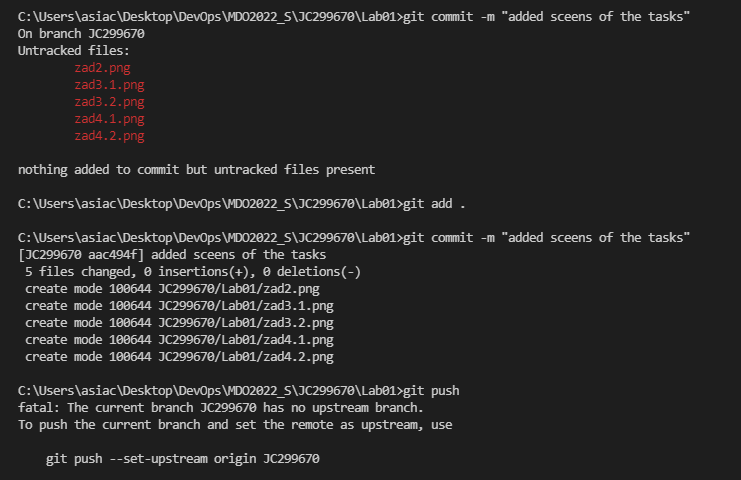 C:\Users\asiac\Desktop\DevOps\MDO2022_S\JC299670\Lab01>git commit -m "added sceens of the tasks"
On branch JC299670
Untracked files:
        zad2.png
        zad3.1.png
        zad3.2.png
        zad4.1.png
        zad4.2.png

nothing added to commit but untracked files present

C:\Users\asiac\Desktop\DevOps\MDO2022_S\JC299670\Lab01>git add .

C:\Users\asiac\Desktop\DevOps\MDO2022_S\JC299670\Lab01>git commit -m "added sceens of the tasks"
[JC299670 aac494f] added sceens of the tasks
 5 files changed, 0 insertions(+), 0 deletions(-)
 create mode 100644 JC299670/Lab01/zad2.png
 create mode 100644 JC299670/Lab01/zad3.1.png
 create mode 100644 JC299670/Lab01/zad3.2.png
 create mode 100644 JC299670/Lab01/zad4.1.png
 create mode 100644 JC299670/Lab01/zad4.2.png

C:\Users\asiac\Desktop\DevOps\MDO2022_S\JC299670\Lab01>git push
fatal: The current branch JC299670 has no upstream branch.
To push the current branch and set the remote as upstream, use

    git push --set-upstream origin JC299670